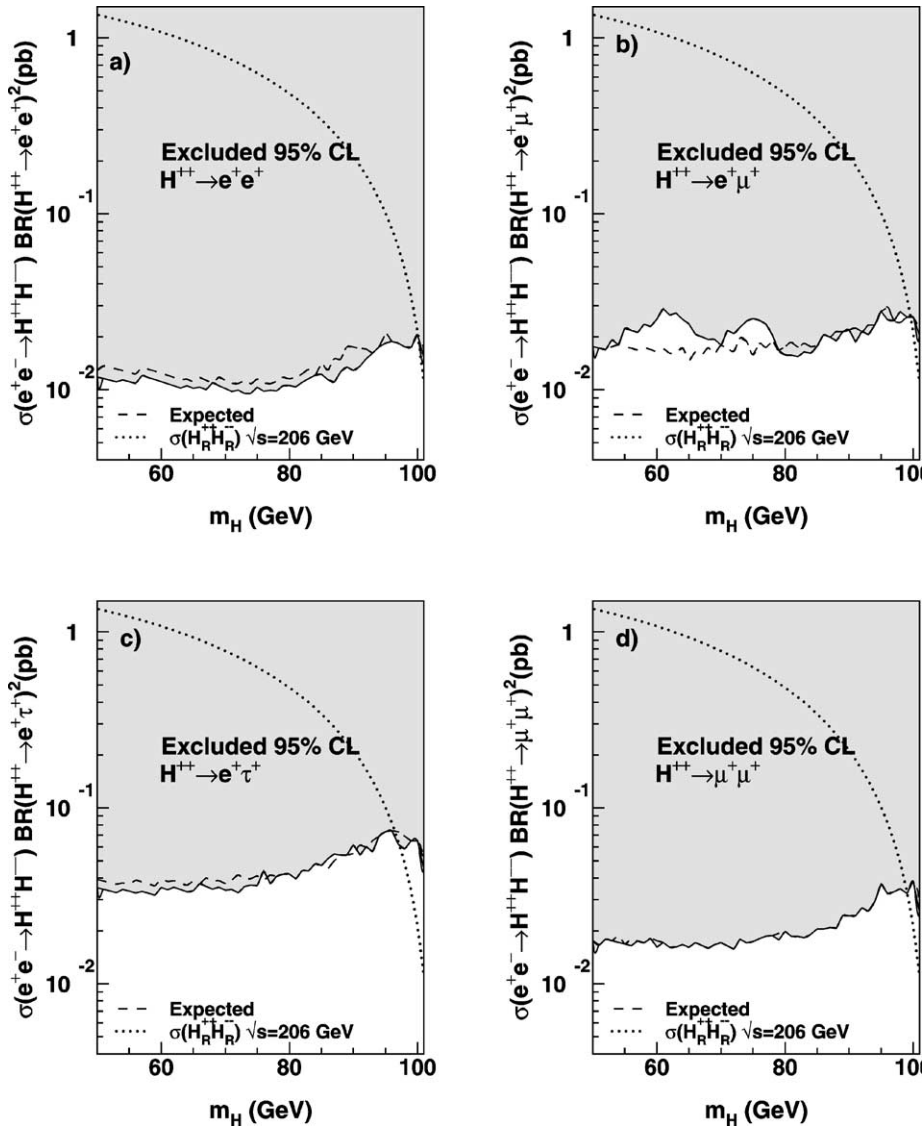 σ(e⁺e⁻→H⁺⁺H⁻⁻) BR(H⁺⁺→e⁺e⁺)²(pb)
a)
1
10⁻¹
10⁻²
Excluded 95% CL
H⁺⁺→e⁺e⁺
Expected
σ(H_R⁺⁺H_R⁻⁻) √s=206 GeV
60 80 100
m_H (GeV)
σ(e⁺e⁻→H⁺⁺H⁻⁻) BR(H⁺⁺→e⁺μ⁺)²(pb)
b)
1
10⁻¹
10⁻²
Excluded 95% CL
H⁺⁺→e⁺μ⁺
Expected
σ(H_R⁺⁺H_R⁻⁻) √s=206 GeV
60 80 100
m_H (GeV)
σ(e⁺e⁻→H⁺⁺H⁻⁻) BR(H⁺⁺→e⁺τ⁺)²(pb)
c)
1
10⁻¹
10⁻²
Excluded 95% CL
H⁺⁺→e⁺τ⁺
Expected
σ(H_R⁺⁺H_R⁻⁻) √s=206 GeV
60 80 100
m_H (GeV)
σ(e⁺e⁻→H⁺⁺H⁻⁻) BR(H⁺⁺→μ⁺μ⁺)²(pb)
d)
1
10⁻¹
10⁻²
Excluded 95% CL
H⁺⁺→μ⁺μ⁺
Expected
σ(H_R⁺⁺H_R⁻⁻) √s=206 GeV
60 80 100
m_H (GeV)